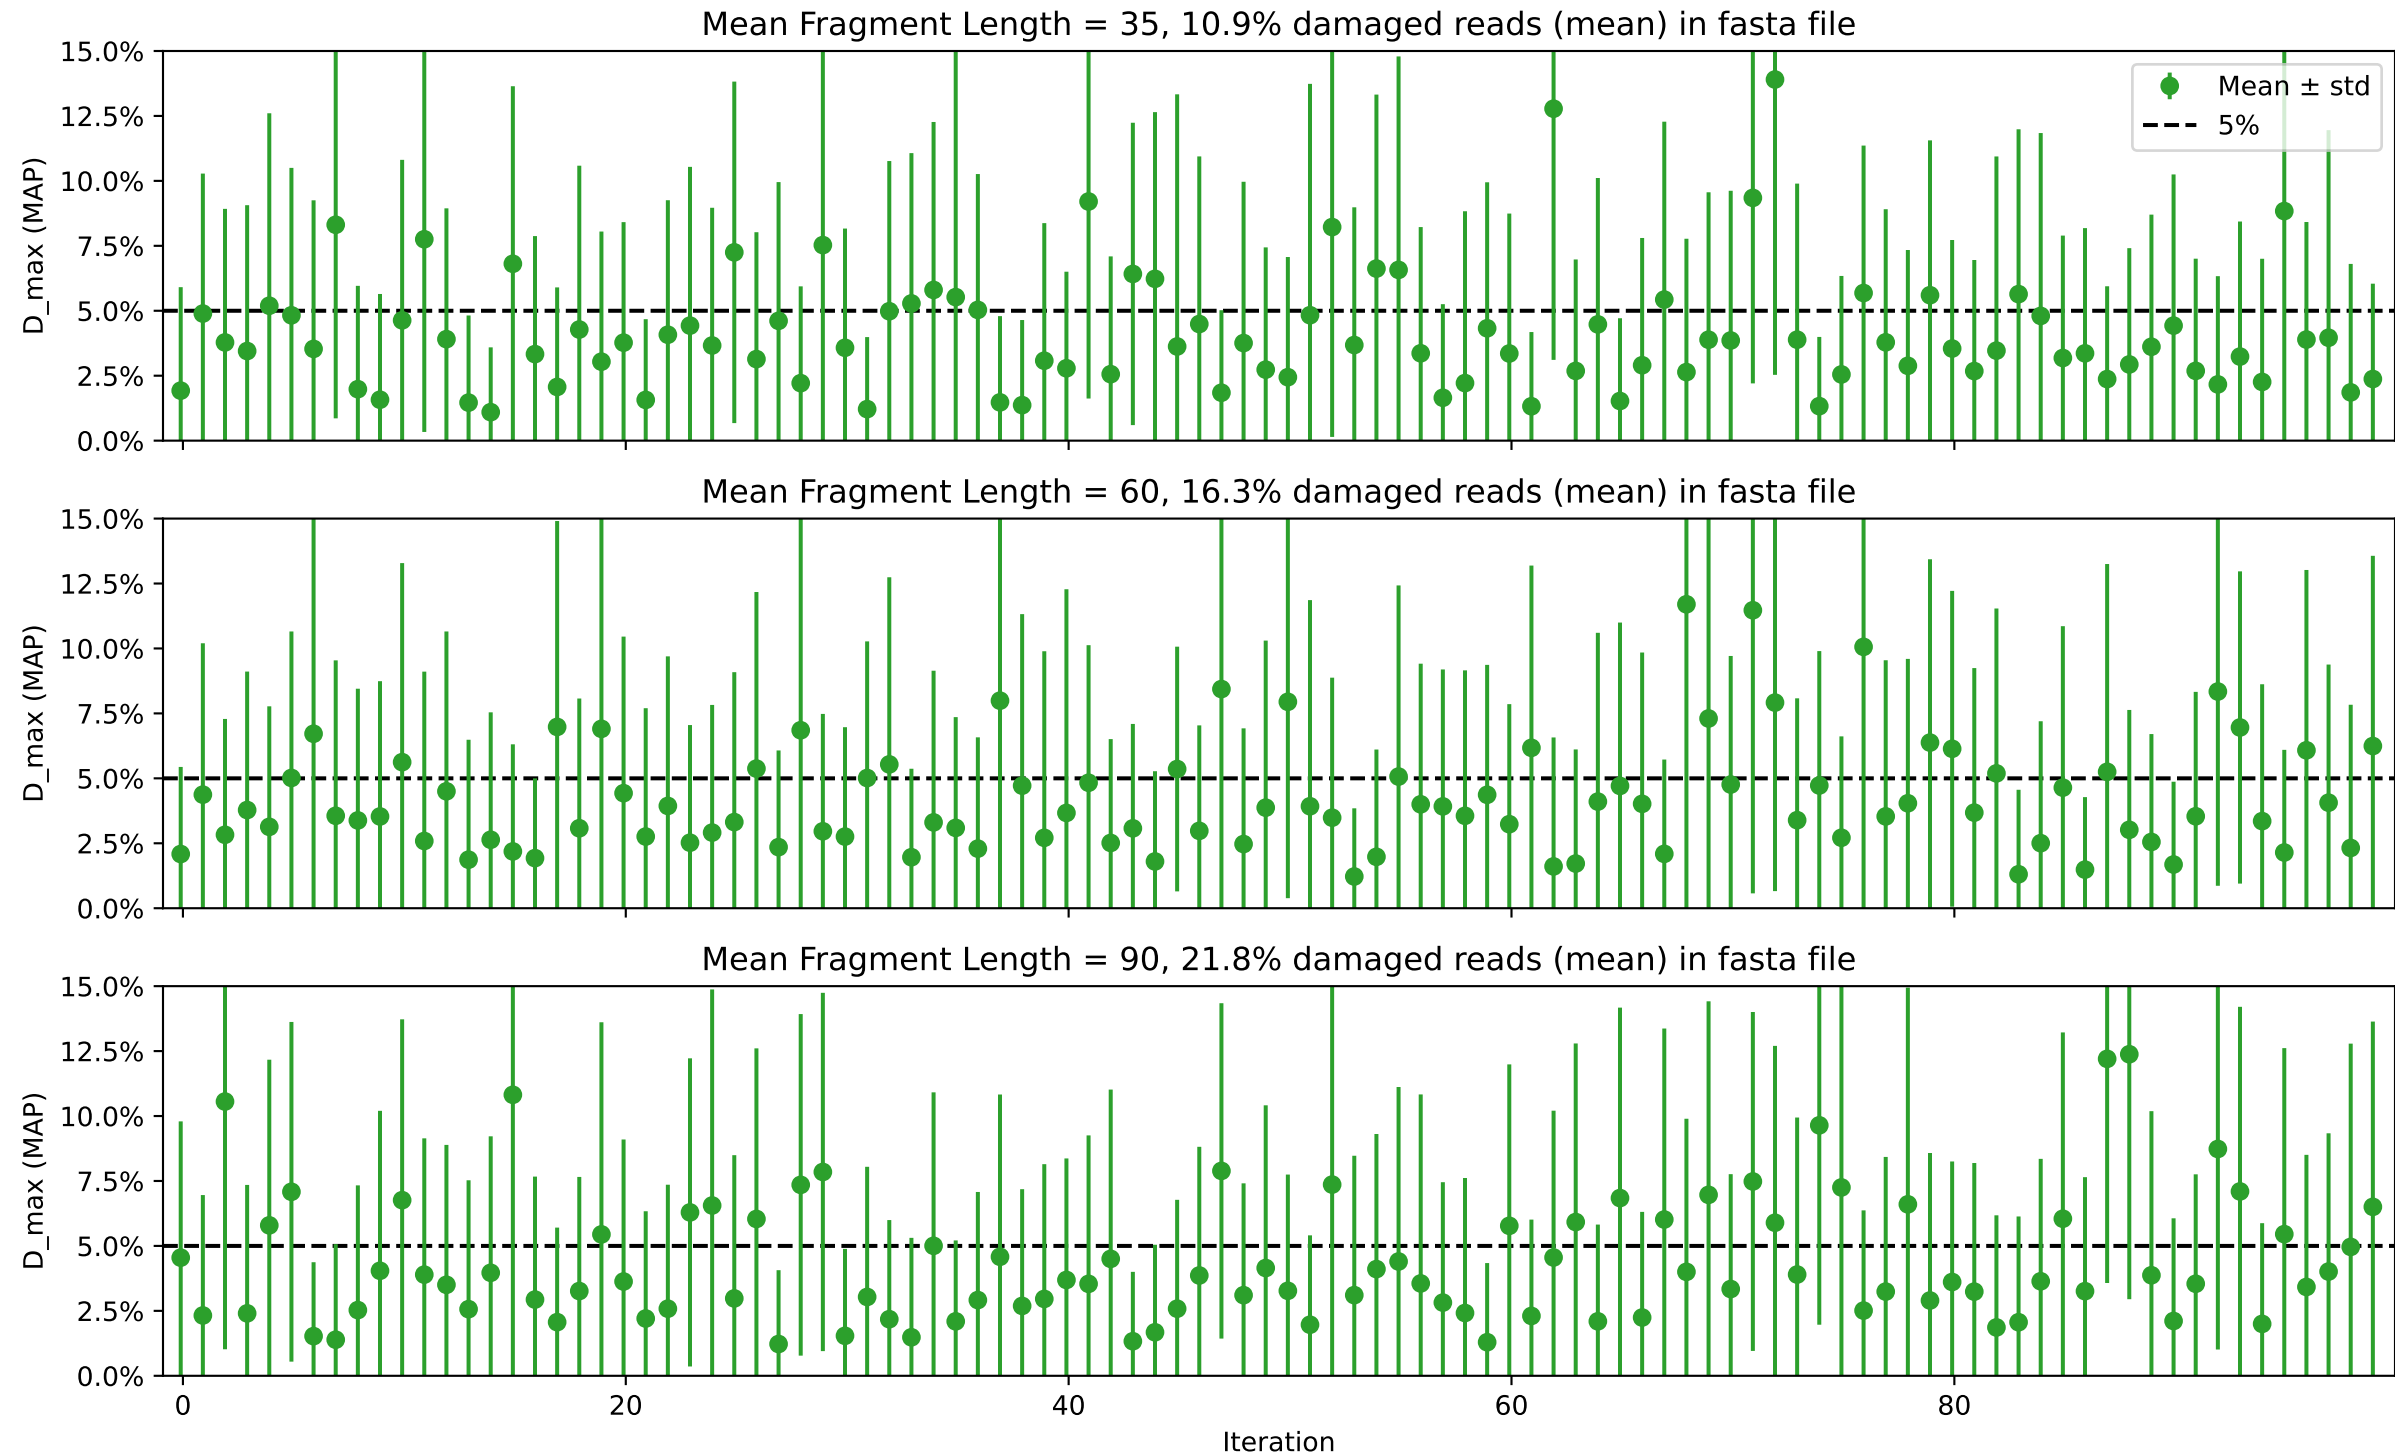 Mean Fragment Length = 35, 10.9% damaged reads (mean) in fasta file
15.0%
12.5%
10.0%
7.5%
5.0%
2.5%
0.0%
D_max (MAP)
Mean ± std
5%
Mean Fragment Length = 60, 16.3% damaged reads (mean) in fasta file
15.0%
12.5%
10.0%
7.5%
5.0%
2.5%
0.0%
D_max (MAP)
Mean Fragment Length = 90, 21.8% damaged reads (mean) in fasta file
15.0%
12.5%
10.0%
7.5%
5.0%
2.5%
0.0%
D_max (MAP)
0 20 40 60 80
Iteration